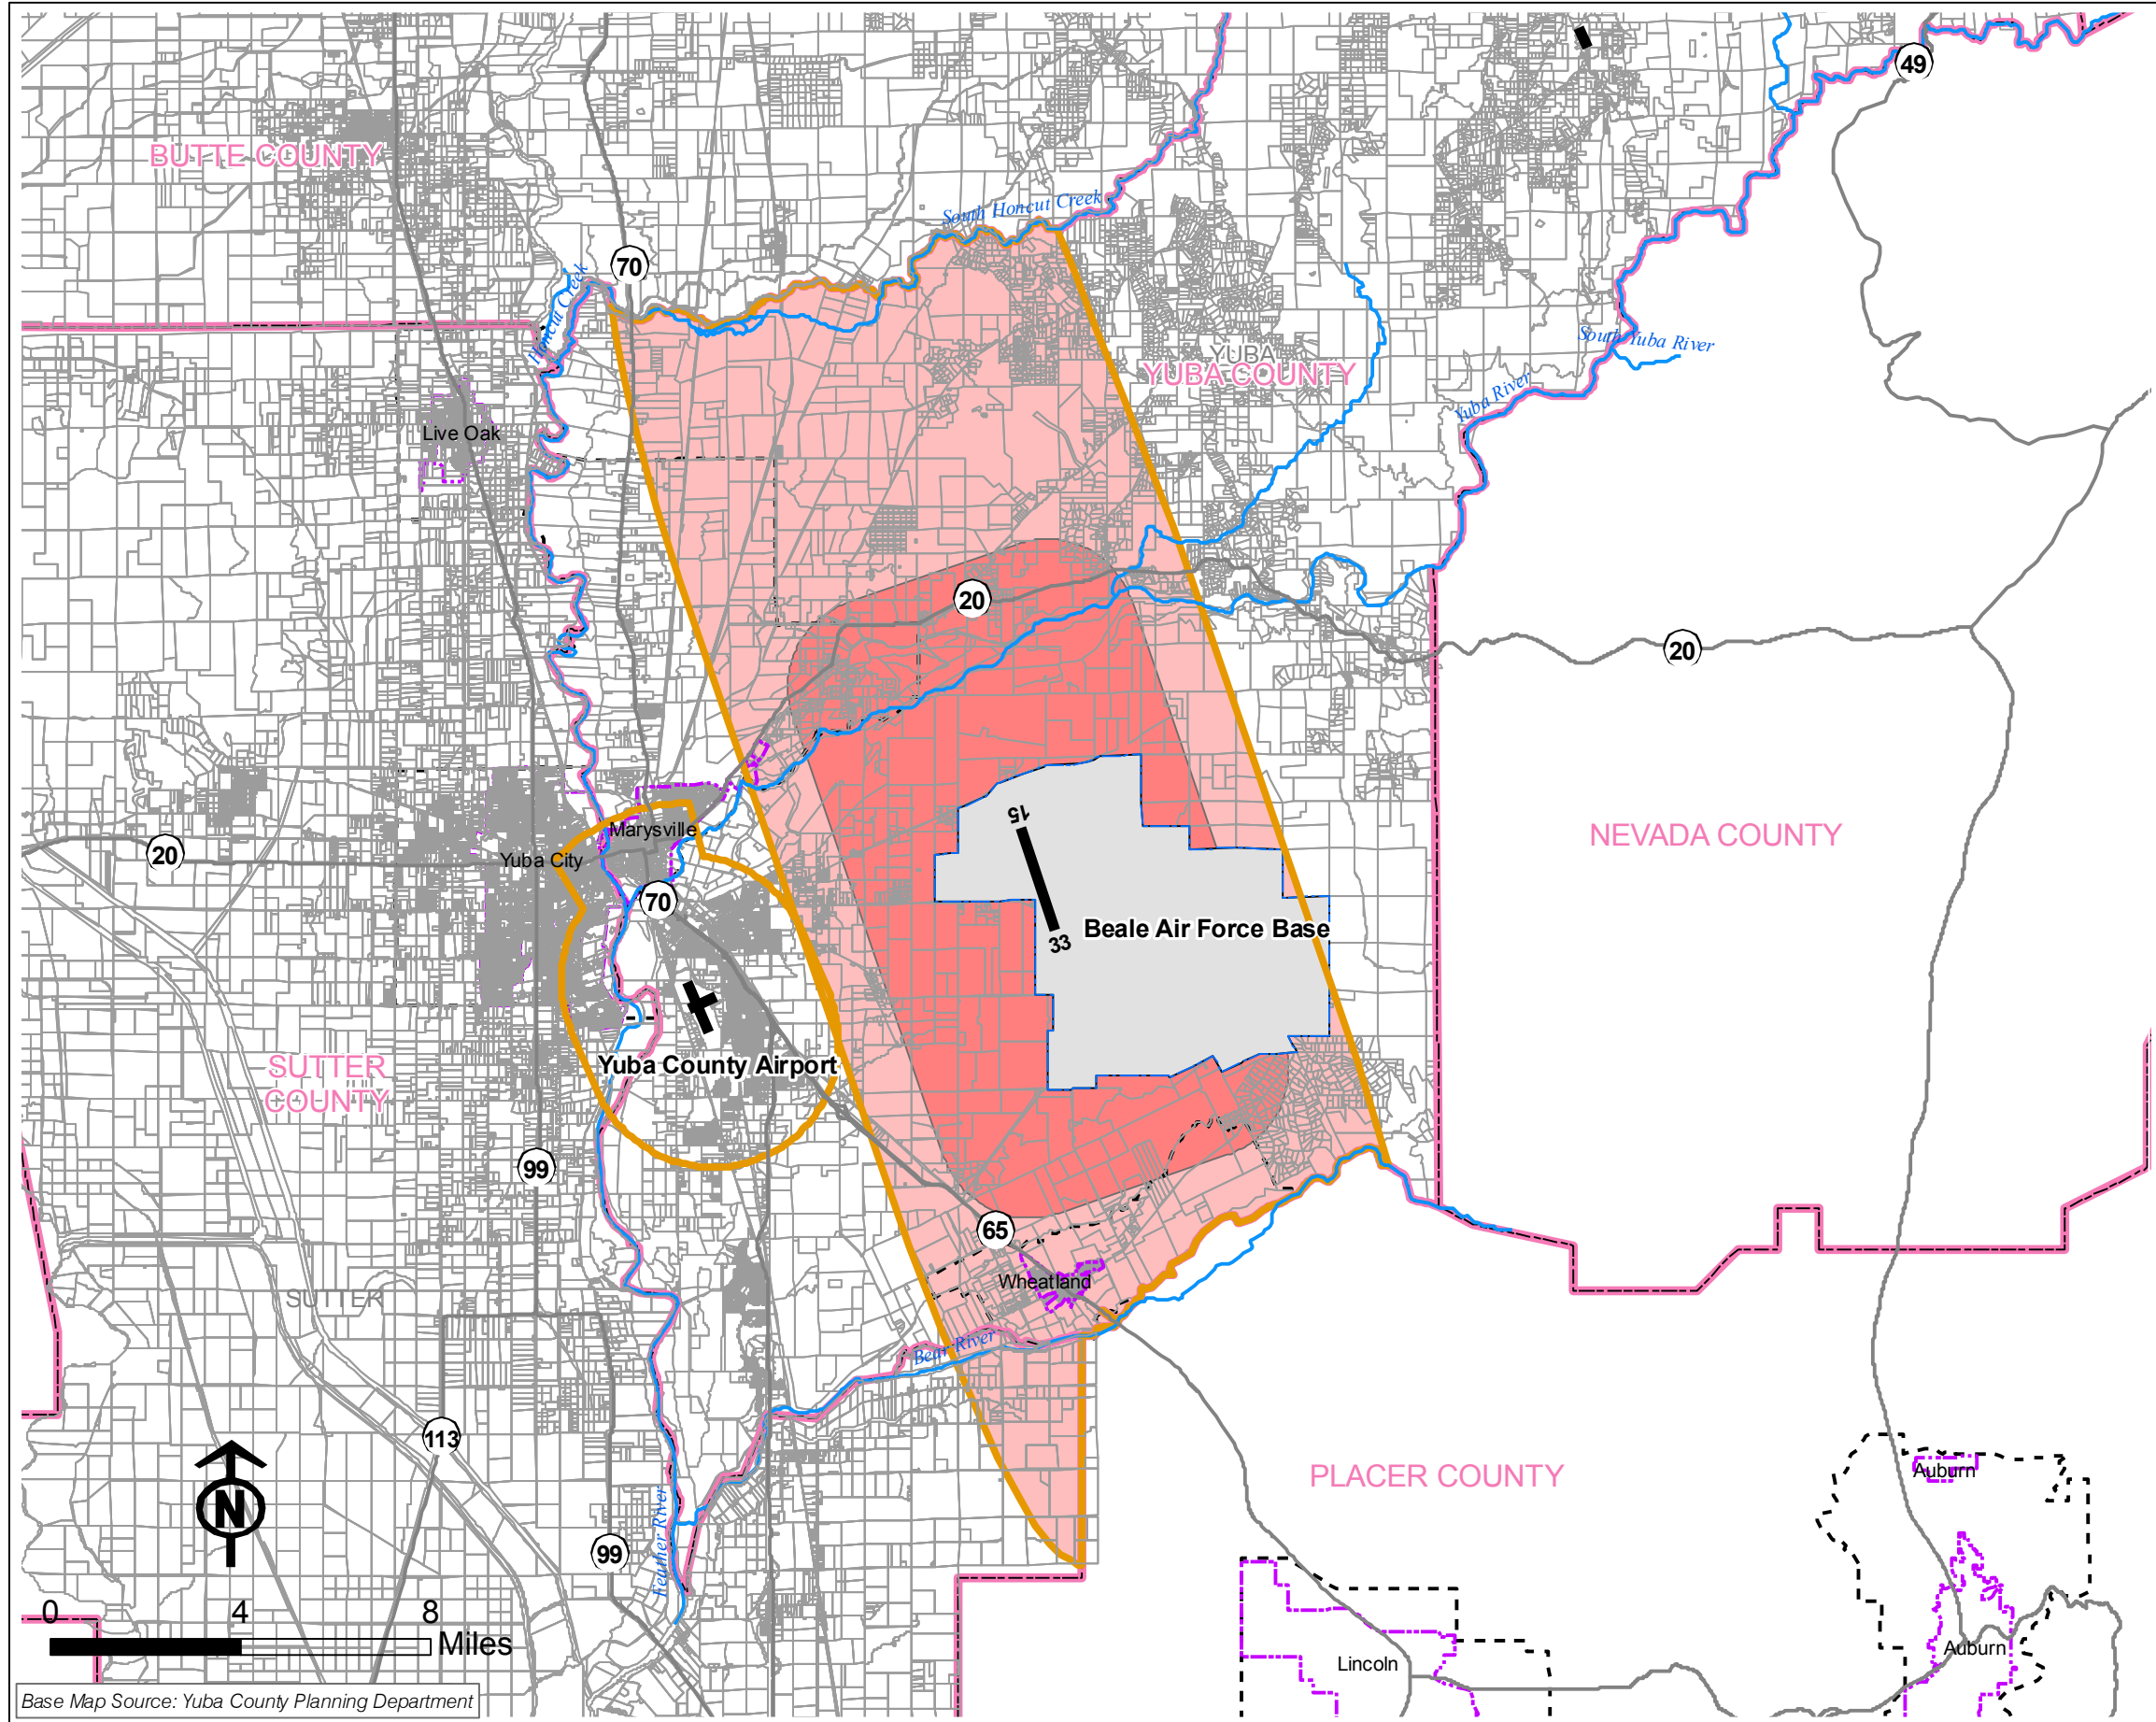 49
BUTTE COUNTY
South Honcut Creek
70
Honcut Creek
YUBA
YUBA COUNTY
South Yuba River
Yuba River
Live Oak
20
20
15
Marysville
NEVADA COUNTY
20
Yuba City
70
Beale Air Force Base
33
Yuba County Airport
SUTTER
COUNTY
99
65
Wheatland
SUTTER
Bear River
113
PLACER COUNTY
Auburn
N
99
Feather River
0 4 8
Miles
Auburn
Lincoln
Base Map Source: Yuba County Planning Department